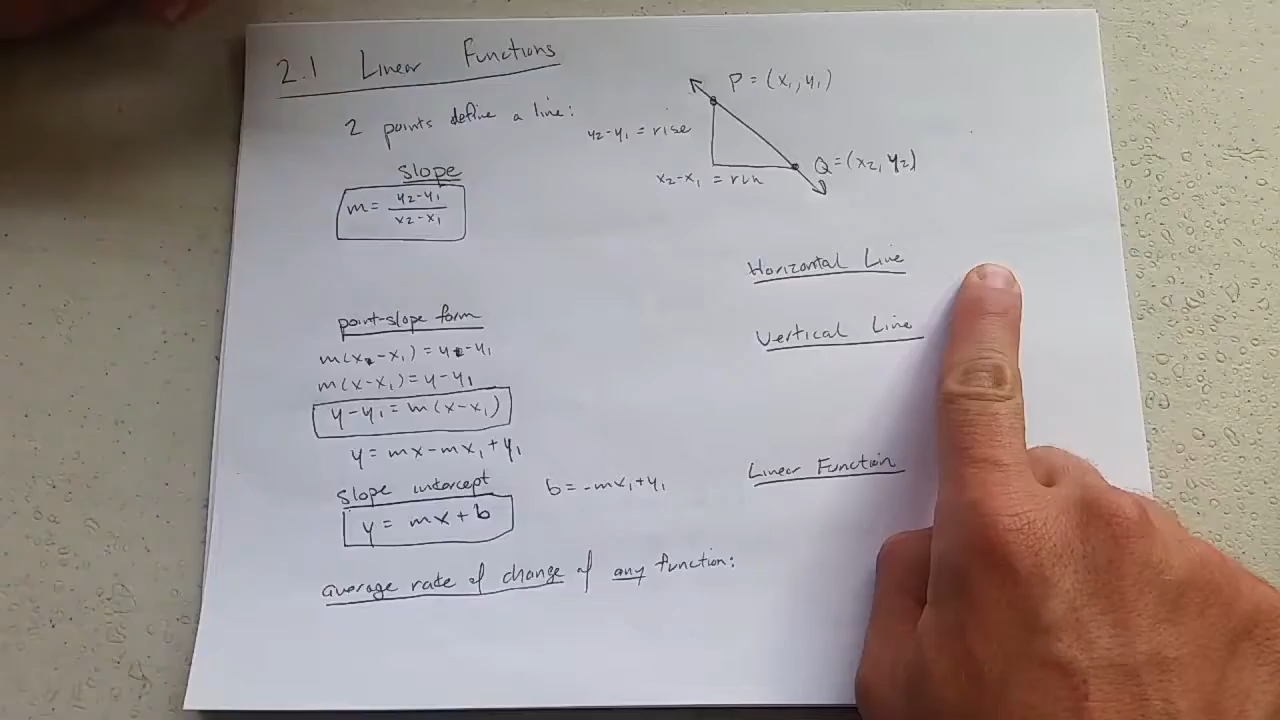 2.1 Linear Functions
2 points define a line:
P = (x₁, y₁)
y₂-y₁ = rise
Q = (x₂, y₂)
x₂-x₁ = run
slope
m = y₂-y₁ / x₂-x₁
Horizontal Line
Vertical Line
point-slope form
m(x₂-x₁) = y₂-y₁
m(x-x₁) = y-y₁
y-y₁ = m(x-x₁)
y = mx-mx₁+y₁
slope intercept
b = -mx₁+y₁
y = mx+b
Linear Function
average rate of change of any function: